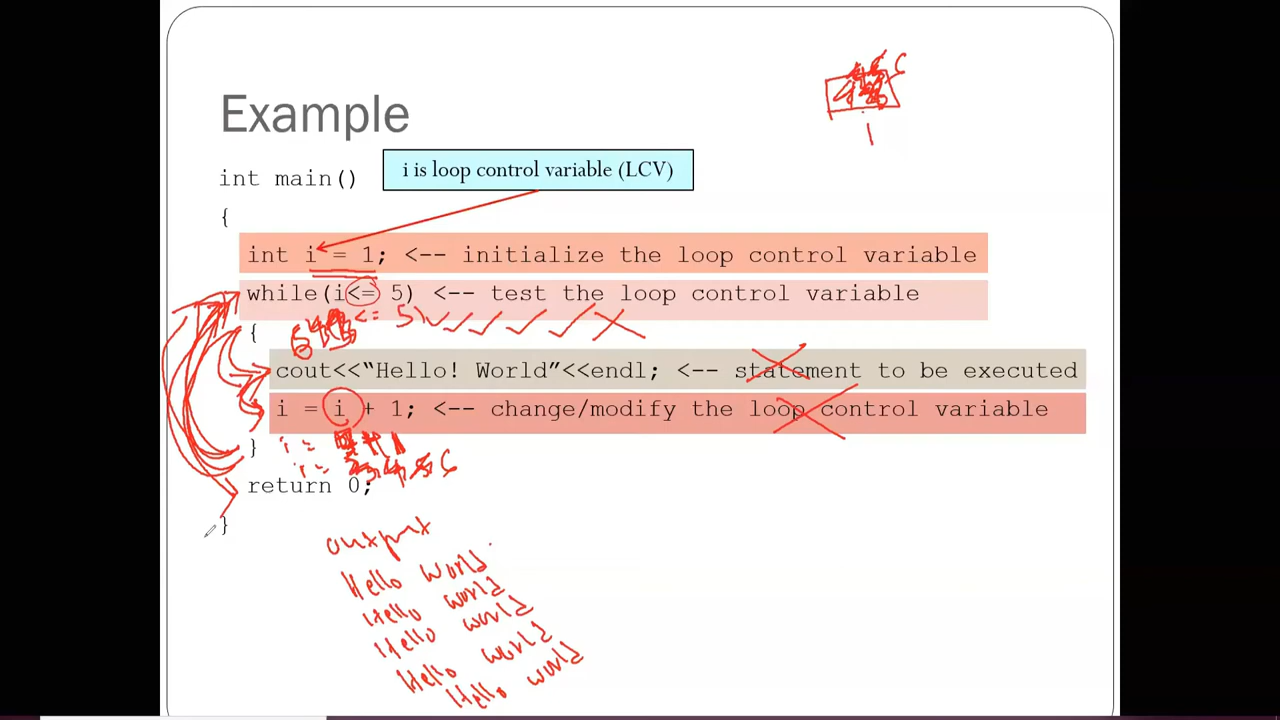 Example
i is loop control variable (LCV)
int main()
{
int i = 1; <-- initialize the loop control variable
while(i<= 5) <-- test the loop control variable
<= 5)
{
cout<<“Hello! World”<<endl; <-- statement to be executed
i = i + 1; <-- change/modify the loop control variable
}
return 0;
}
output
Hello World
Hello World
Hello World
Hello World
Hello World